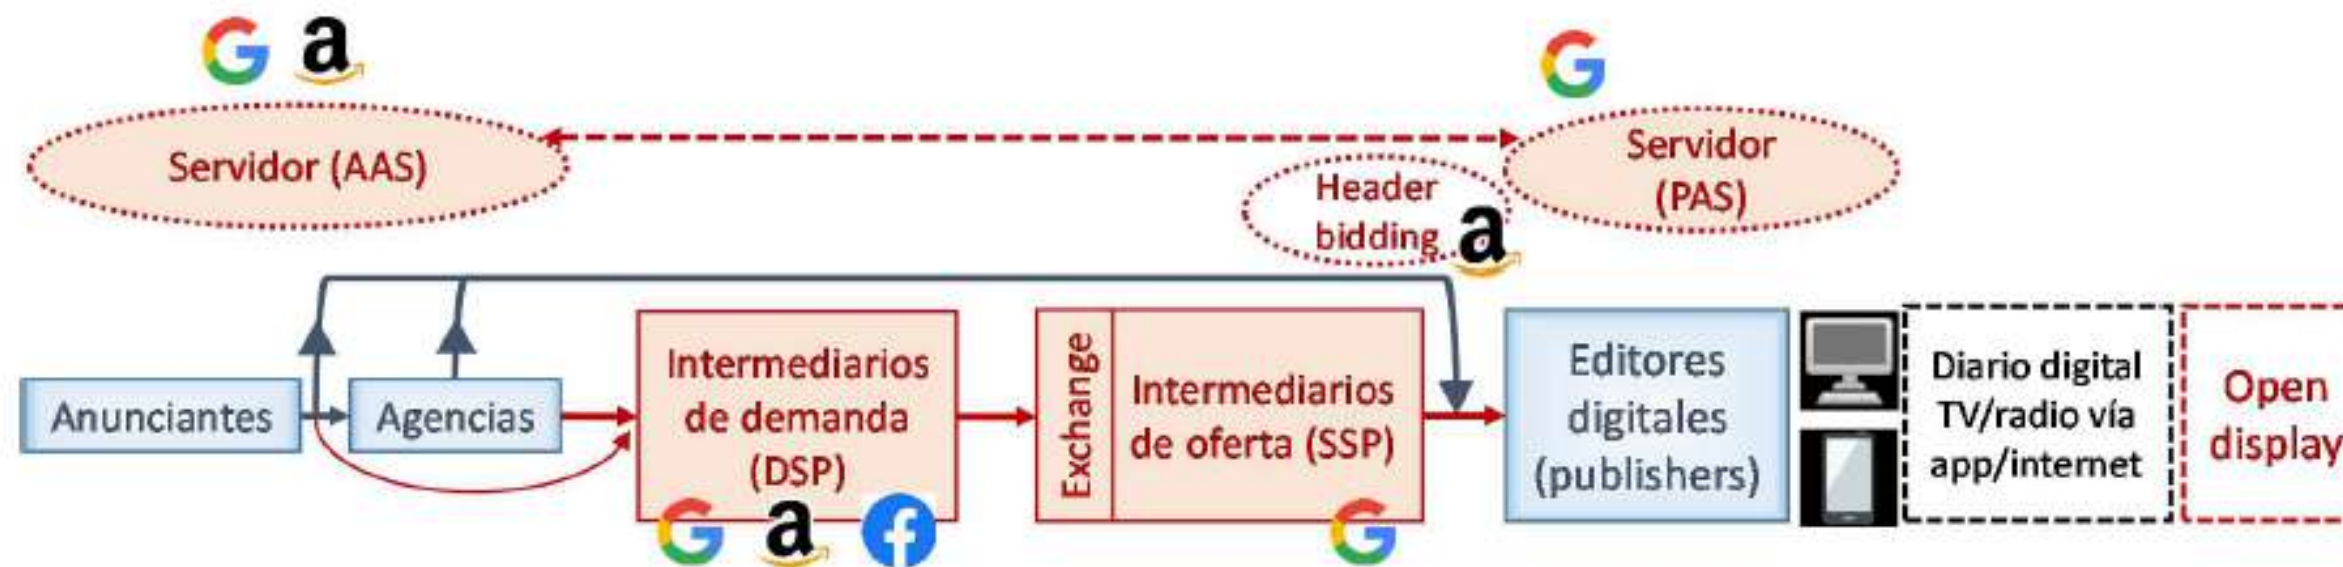 Servidor (AAS)
Servidor
(PAS)
Header
bidding
Anunciantes
Agencias
Intermediarios
de demanda
(DSP)
Exchange
Intermediarios
de oferta (SSP)
Editores
digitales
(publishers)
Diario digital
TV/radio vía
app/internet
Open
display